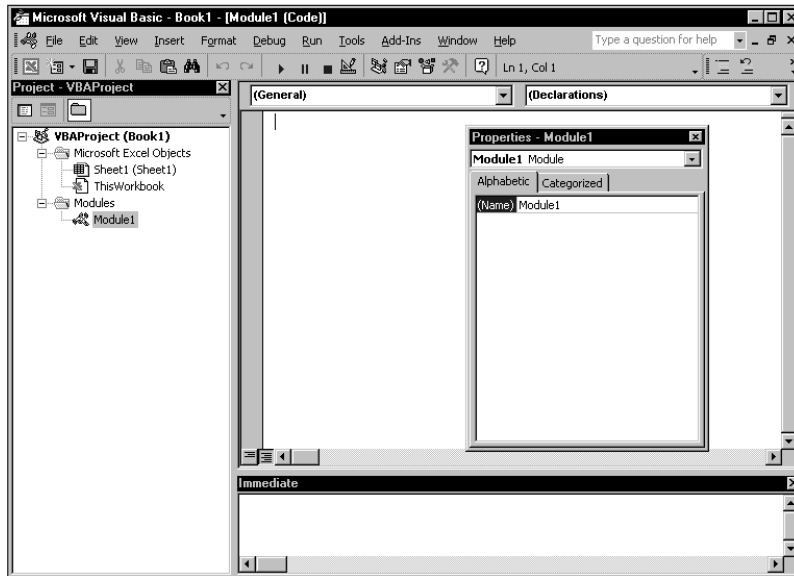 Microsoft Visual Basic - Book1 - [Module1 (Code)]
File Edit View Insert Format Debug Run Tools Add-Ins Window Help Type a question for help
Ln 1, Col 1
Project - VBAProject
(General) (Declarations)
VBAProject (Book1)
Microsoft Excel Objects
Sheet1 (Sheet1)
ThisWorkbook
Modules
Module1
Properties - Module1
Module1 Module
Alphabetic Categorized
(Name) Module1
Immediate